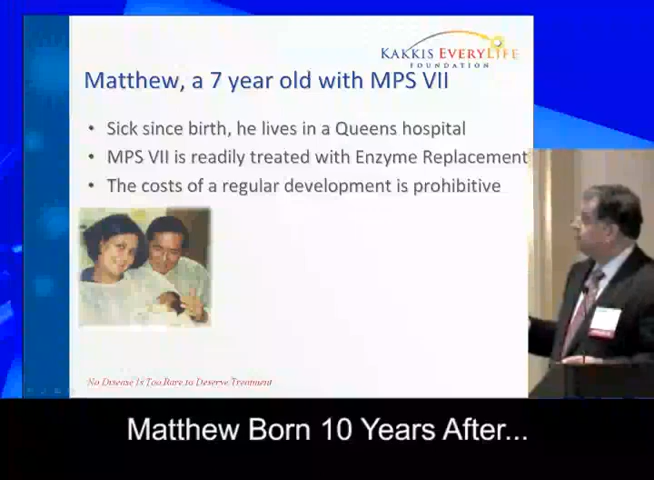 KAKKIS EVERYLIFE
FOUNDATION
Matthew, a 7 year old with MPS VII
• Sick since birth, he lives in a Queens hospital
• MPS VII is readily treated with Enzyme Replacement
• The costs of a regular development is prohibitive
No Disease Is Too Rare to Deserve Treatment
Matthew Born 10 Years After...